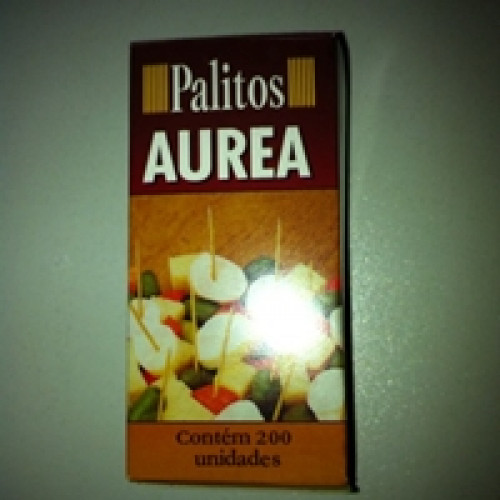 Palitos
AUREA
Contém 200
unidades